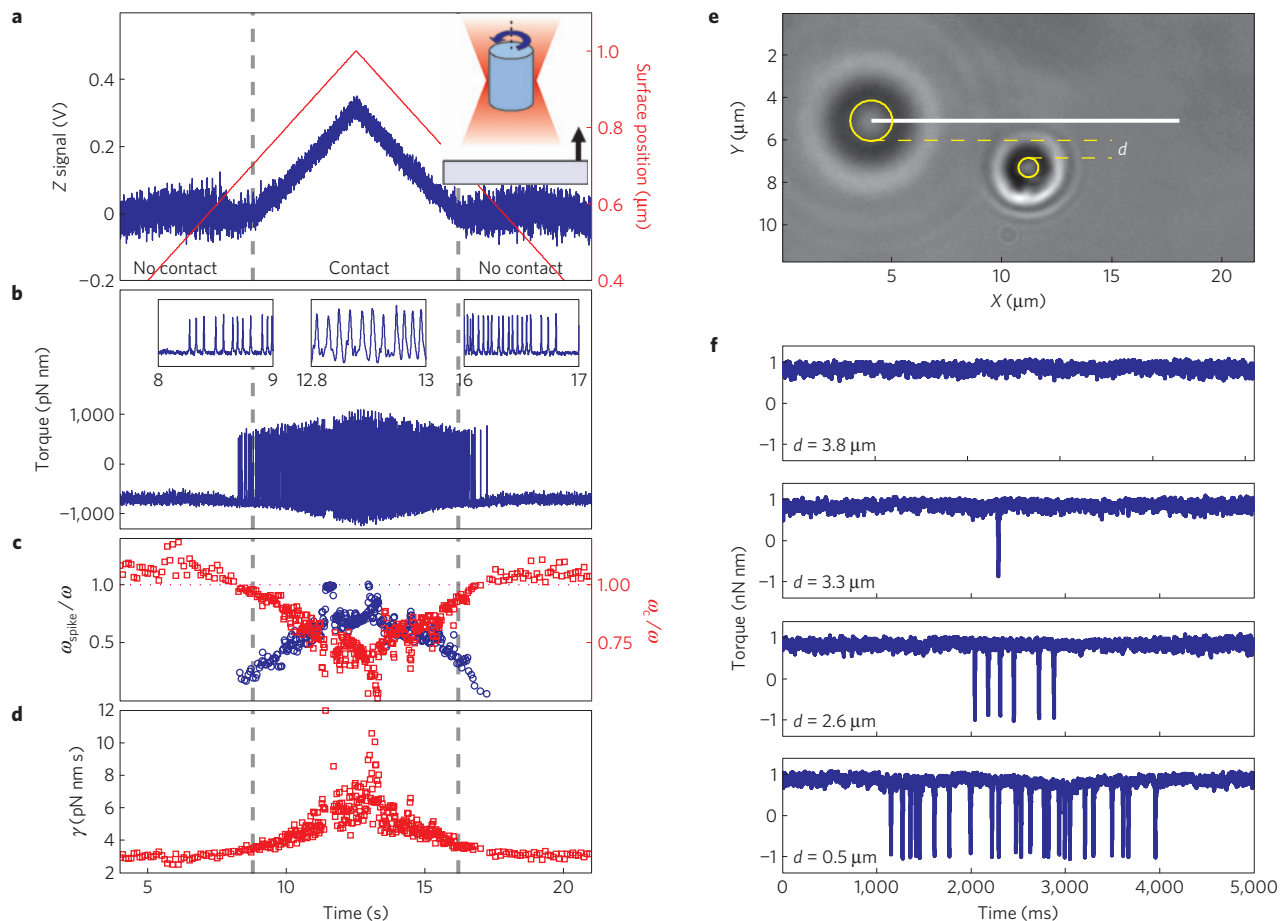 a
Z signal (V)
0.4
0.2
0
−0.2
Surface position (μm)
1.0
0.8
0.6
0.4
No contact
Contact
No contact
b
Torque (pN nm)
1,000
0
−1,000
8
9
12.8
13
16
17
c
ω_spike/ω
1.0
0.5
ω_c/ω
1.00
0.75
d
γ (pN nm s)
12
10
8
6
4
2
5
10
15
20
Time (s)
e
Y (μm)
2
4
6
8
10
d
5
10
15
20
X (μm)
f
Torque (nN nm)
1
0
−1
d = 3.8 μm
1
0
−1
d = 3.3 μm
1
0
−1
d = 2.6 μm
1
0
−1
d = 0.5 μm
0
1,000
2,000
3,000
4,000
5,000
Time (ms)